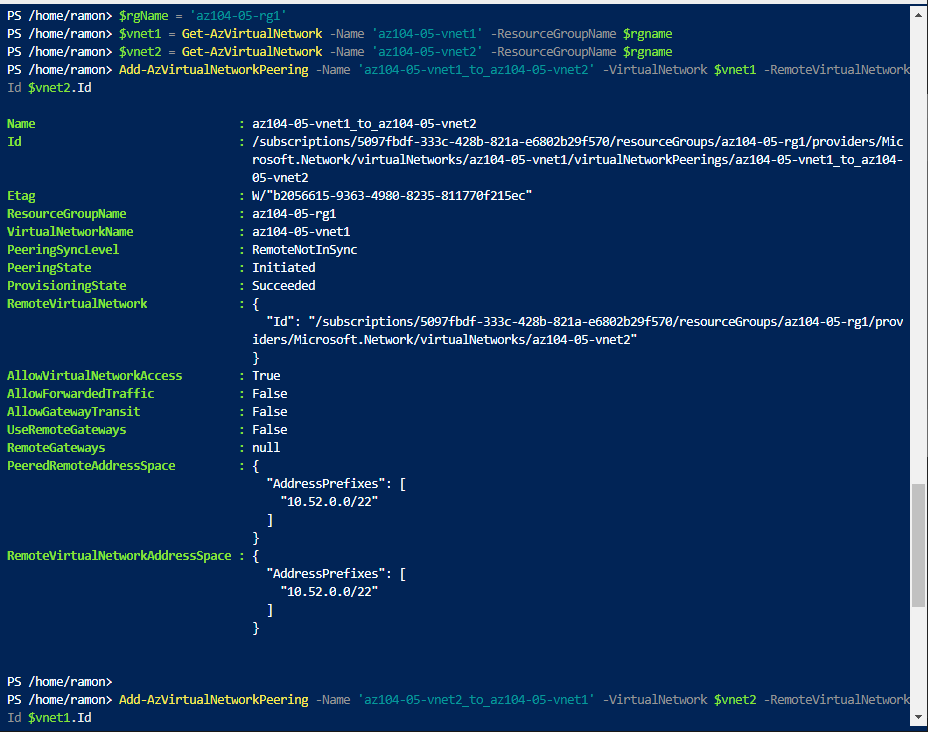 PS /home/ramon> $rgName = 'az104-05-rg1'
PS /home/ramon> $vnet1 = Get-AzVirtualNetwork -Name 'az104-05-vnet1' -ResourceGroupName $rgname
PS /home/ramon> $vnet2 = Get-AzVirtualNetwork -Name 'az104-05-vnet2' -ResourceGroupName $rgname
PS /home/ramon> Add-AzVirtualNetworkPeering -Name 'az104-05-vnet1_to_az104-05-vnet2' -VirtualNetwork $vnet1 -RemoteVirtualNetwork
Id $vnet2.Id
Name : az104-05-vnet1_to_az104-05-vnet2
Id : /subscriptions/5097fbdf-333c-428b-821a-e6802b29f570/resourceGroups/az104-05-rg1/providers/Mic
rosoft.Network/virtualNetworks/az104-05-vnet1/virtualNetworkPeerings/az104-05-vnet1_to_az104-
05-vnet2
Etag : W/"b2056615-9363-4980-8235-811770f215ec"
ResourceGroupName : az104-05-rg1
VirtualNetworkName : az104-05-vnet1
PeeringSyncLevel : RemoteNotInSync
PeeringState : Initiated
ProvisioningState : Succeeded
RemoteVirtualNetwork : {
"Id": "/subscriptions/5097fbdf-333c-428b-821a-e6802b29f570/resourceGroups/az104-05-rg1/prov
iders/Microsoft.Network/virtualNetworks/az104-05-vnet2"
}
AllowVirtualNetworkAccess : True
AllowForwardedTraffic : False
AllowGatewayTransit : False
UseRemoteGateways : False
RemoteGateways : null
PeeredRemoteAddressSpace : {
"AddressPrefixes": [
"10.52.0.0/22"
]
}
RemoteVirtualNetworkAddressSpace : {
"AddressPrefixes": [
"10.52.0.0/22"
]
}
PS /home/ramon>
PS /home/ramon> Add-AzVirtualNetworkPeering -Name 'az104-05-vnet2_to_az104-05-vnet1' -VirtualNetwork $vnet2 -RemoteVirtualNetwork
Id $vnet1.Id